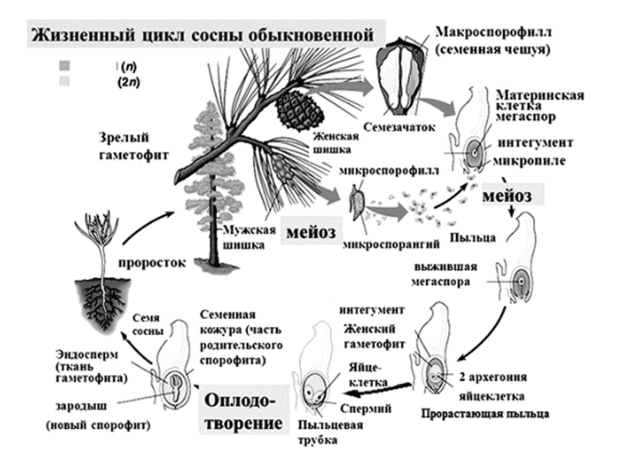 Жизненный цикл сосны обыкновенной
(n)
(2n)
Макроспорофилл
(семенная чешуя)
Зрелый
гаметофит
Женская
шишка
Семезачаток
Материнская
клетка
мегаспор
интегумент
микропиле
микроспорофилл
Мужская
шишка
мейоз
микроспорангий
Пыльца
мейоз
проросток
выжившая
мегаспора
Семя
сосны
Семенная
кожура (часть
родительского
спорофита)
интегумент
Женский
гаметофит
Эндосперм
(ткань
гаметофита)
Яйце-
клетка
2 архегония
яйцеклетка
зародыш
(новый спорофит)
Оплодо-
творение
Спермий
Пыльцевая
трубка
Прорастающая пыльца